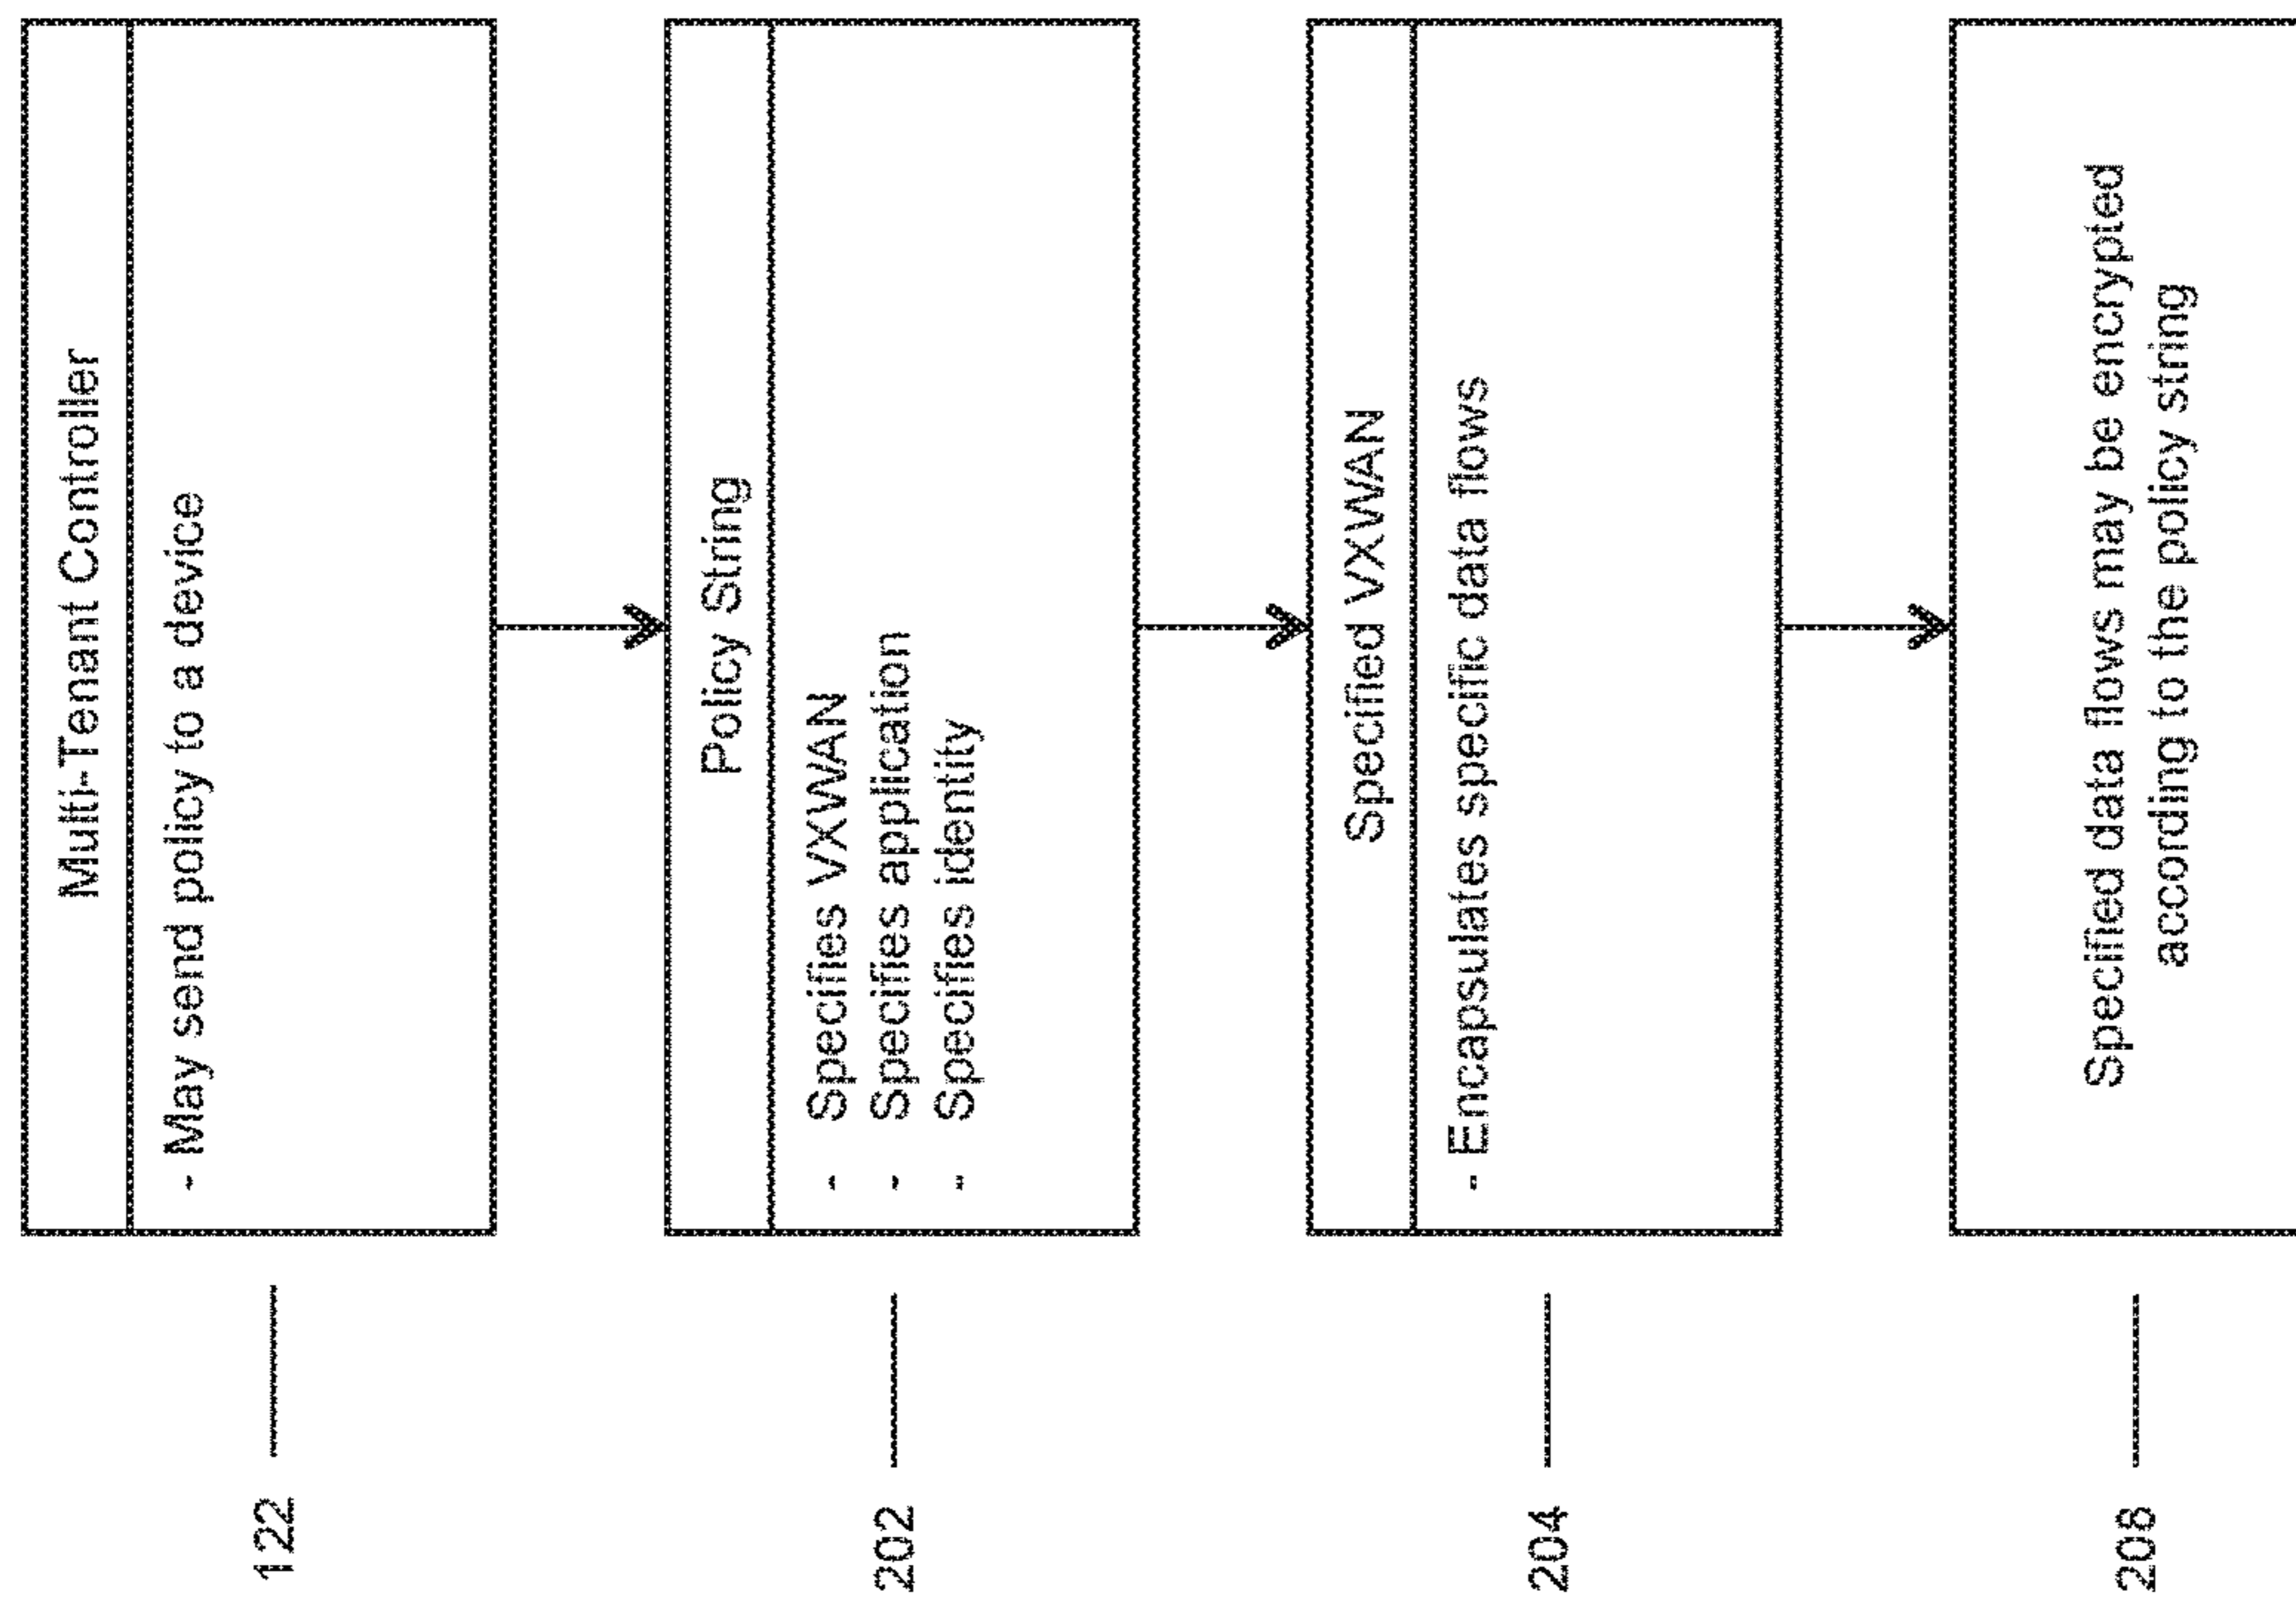 Multi-Tenant Controller
- May send policy to a device
122
Policy String
- Specifies VXWAN
- Specifies application
- Specifies identity
202
Specified VXWAN
- Encapsulates specific data flows
204
Specified data flows may be encrypted
according to the policy string
208